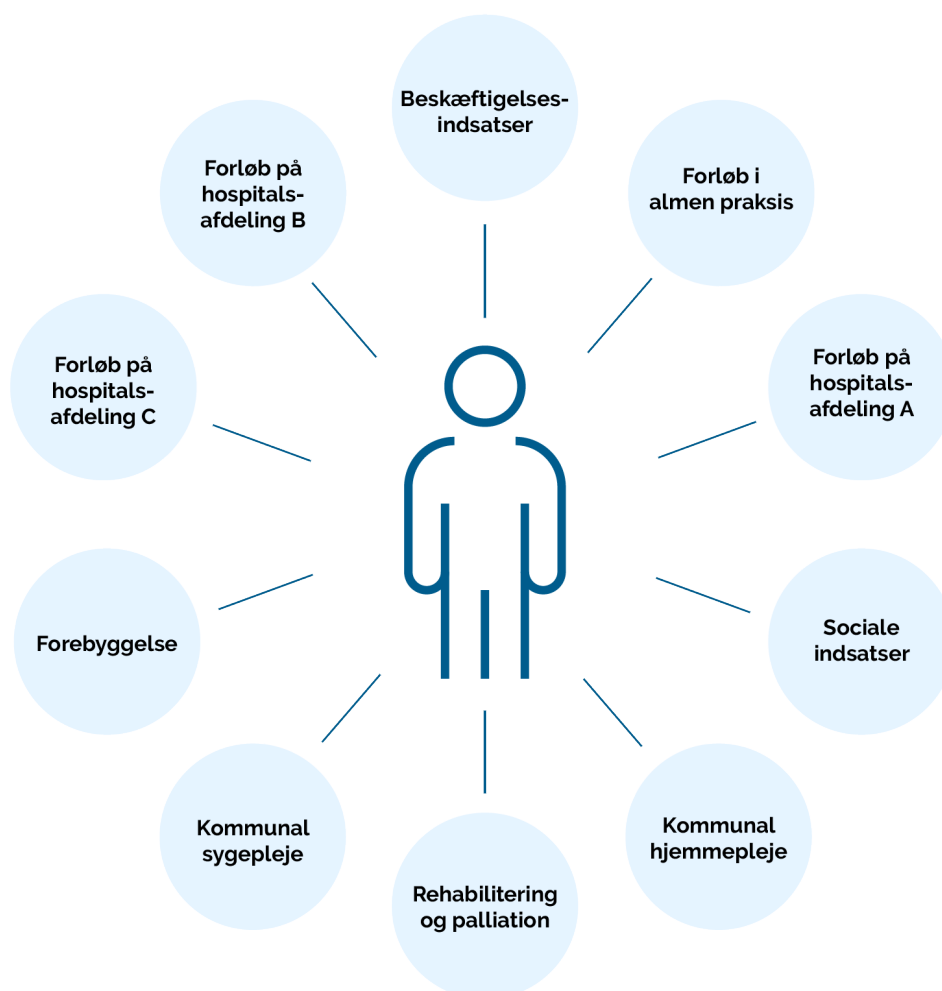 Beskæftigelses-
indsatser
Forløb i
almen praksis
Forløb på
hospitals-
afdeling A
Sociale
indsatser
Kommunal
hjemmepleje
Rehabilitering
og palliation
Kommunal
sygepleje
Forebyggelse
Forløb på
hospitals-
afdeling C
Forløb på
hospitals-
afdeling B